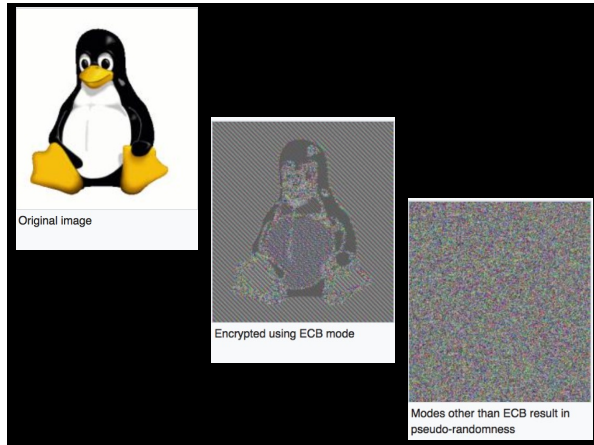 Original image
Encrypted using ECB mode
Modes other than ECB result in
pseudo-randomness